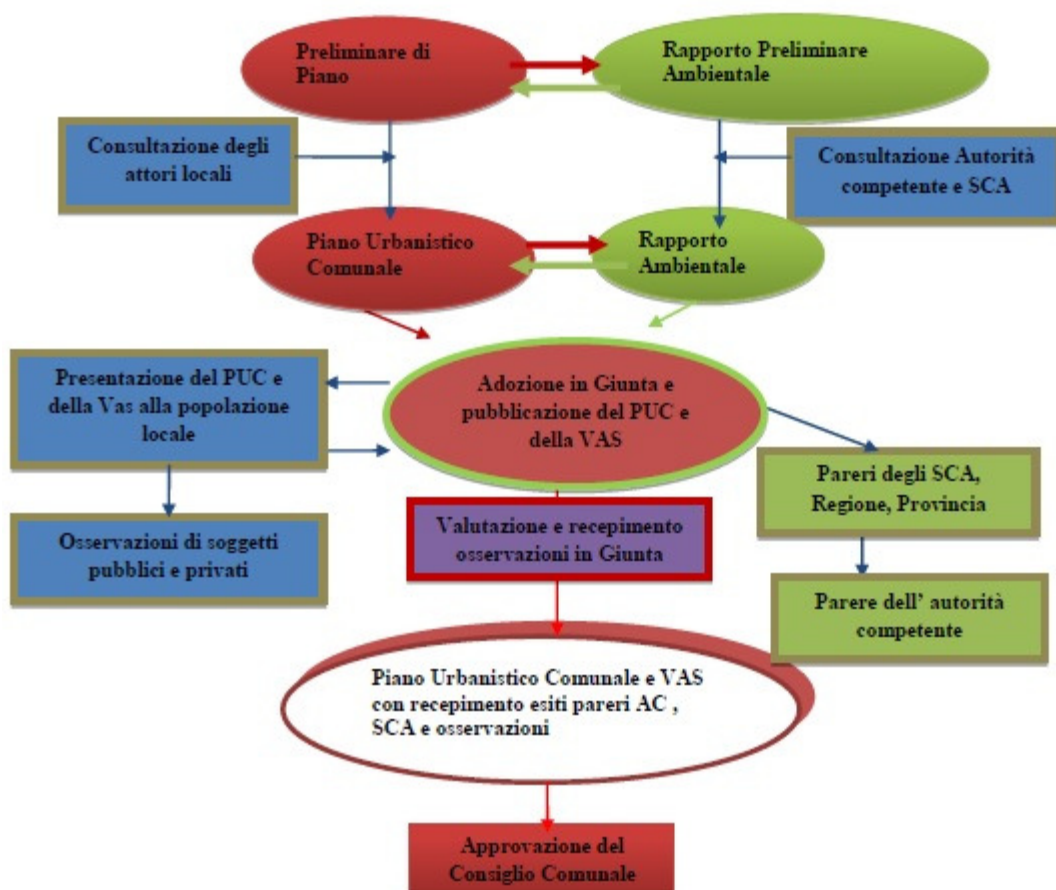 Preliminare di
Piano
Rapporto Preliminare
Ambientale
Consultazione degli
attori locali
Consultazione Autorità
competente e SCA
Piano Urbanistico
Comunale
Rapporto
Ambientale
Presentazione del PUC e
della Vas alla popolazione
locale
Adozione in Giunta e
pubblicazione del PUC e
della VAS
Pareri degli SCA,
Regione, Provincia
Osservazioni di soggetti
pubblici e privati
Valutazione e recepimento
osservazioni in Giunta
Parere dell’ autorità
competente
Piano Urbanistico Comunale e VAS
con recepimento esiti pareri AC ,
SCA e osservazioni
Approvazione del
Consiglio Comunale